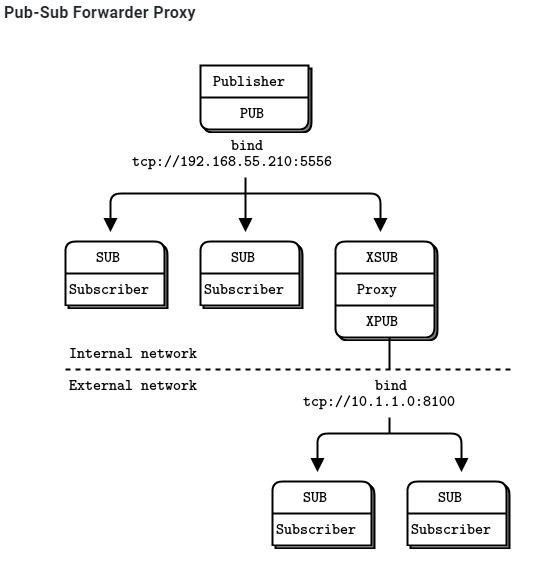 Pub-Sub Forwarder Proxy
Publisher
PUB
bind
tcp://192.168.55.210:5556
SUB
Subscriber
SUB
Subscriber
XSUB
Proxy
XPUB
Internal network
External network
bind
tcp://10.1.1.0:8100
SUB
Subscriber
SUB
Subscriber